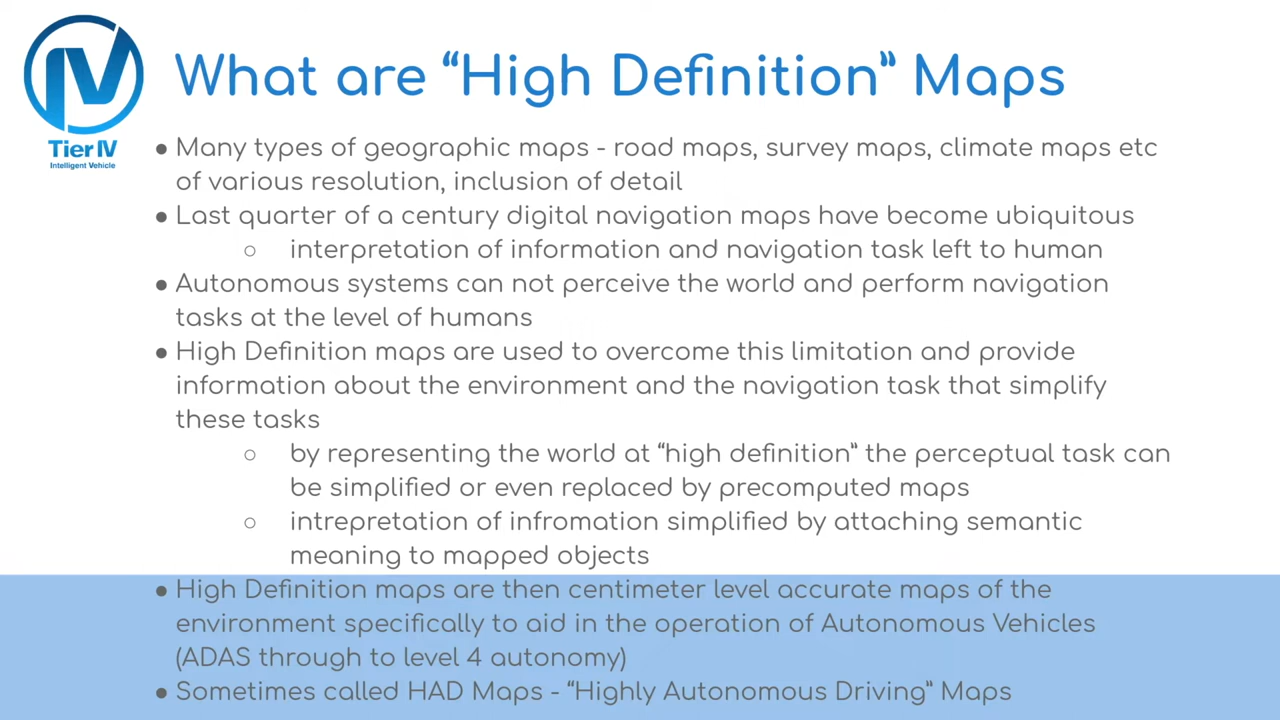 IV
Tier IV
Intelligent Vehicle
What are “High Definition” Maps
● Many types of geographic maps - road maps, survey maps, climate maps etc
of various resolution, inclusion of detail
● Last quarter of a century digital navigation maps have become ubiquitous
○ interpretation of information and navigation task left to human
● Autonomous systems can not perceive the world and perform navigation
tasks at the level of humans
● High Definition maps are used to overcome this limitation and provide
information about the environment and the navigation task that simplify
these tasks
○ by representing the world at “high definition” the perceptual task can
be simplified or even replaced by precomputed maps
○ intrepretation of infromation simplified by attaching semantic
meaning to mapped objects
● High Definition maps are then centimeter level accurate maps of the
environment specifically to aid in the operation of Autonomous Vehicles
(ADAS through to level 4 autonomy)
● Sometimes called HAD Maps - “Highly Autonomous Driving” Maps